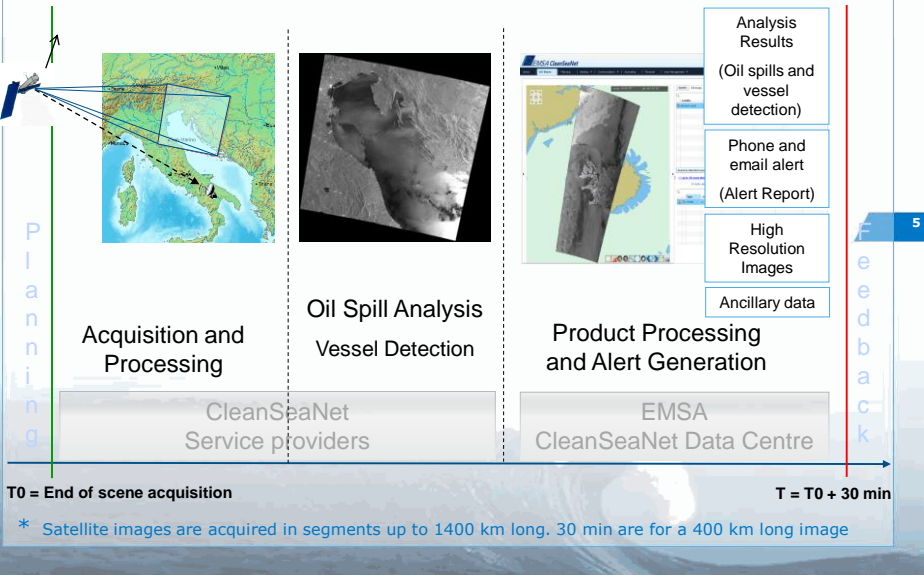 Planning
EMSA CleanSeaNet
Analysis
Results
(Oil spills and
vessel
detection)
Phone and
email alert
(Alert Report)
High
Resolution
Images
Ancillary data
5
Feedback
Acquisition and
Processing
Oil Spill Analysis
Vessel Detection
Product Processing
and Alert Generation
CleanSeaNet
Service providers
EMSA
CleanSeaNet Data Centre
T0 = End of scene acquisition
T = T0 + 30 min
* Satellite images are acquired in segments up to 1400 km long. 30 min are for a 400 km long image